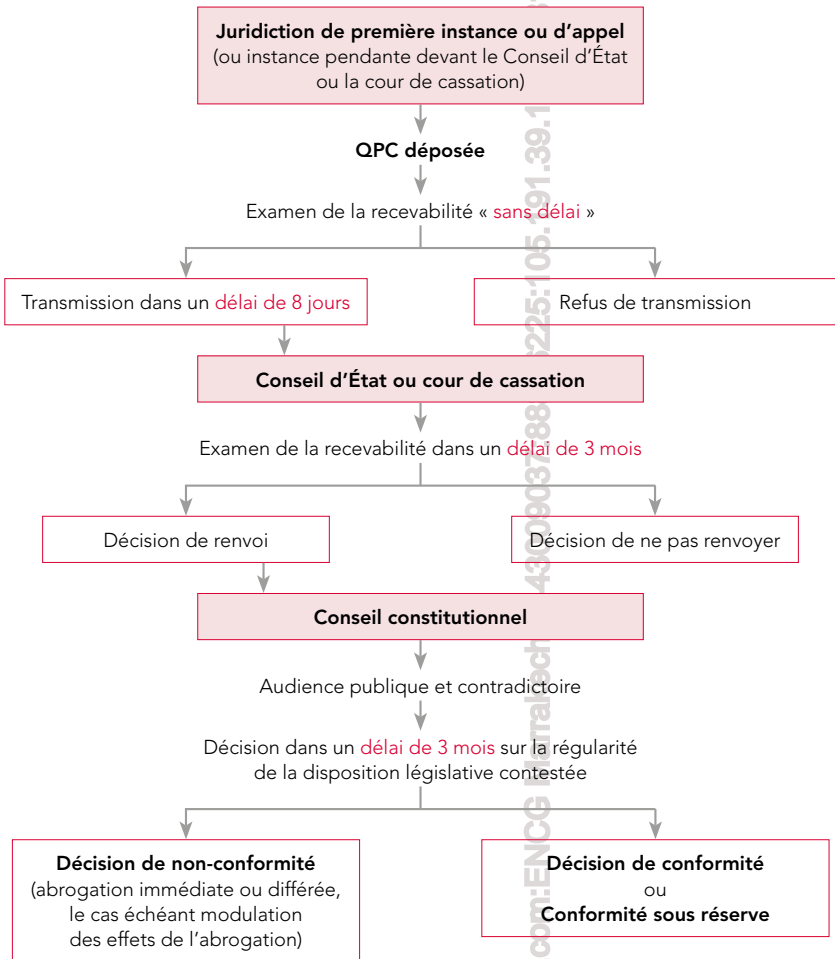 Juridiction de première instance ou d'appel
(ou instance pendante devant le Conseil d'État
ou la cour de cassation)
QPC déposée
Examen de la recevabilité « sans délai »
Transmission dans un délai de 8 jours
Refus de transmission
Conseil d'État ou cour de cassation
Examen de la recevabilité dans un délai de 3 mois
Décision de renvoi
Décision de ne pas renvoyer
Conseil constitutionnel
Audience publique et contradictoire
Décision dans un délai de 3 mois sur la régularité
de la disposition législative contestée
Décision de non-conformité
(abrogation immédiate ou différée,
le cas échéant modulation
des effets de l'abrogation)
Décision de conformité
ou
Conformité sous réserve
com:ENCG Marrakech